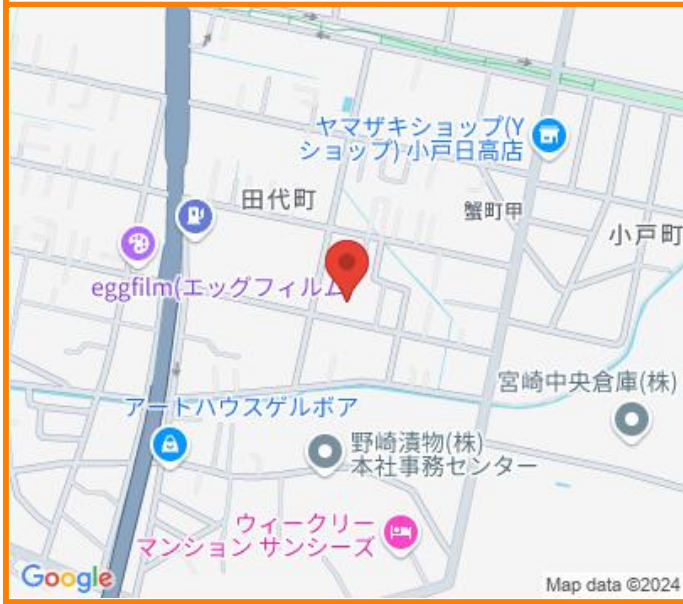 ヤマザキショップ(Y
ショップ) 小戸日高店
田代町
蟹町甲
小戸町
eggfilm(エッグフィルム
宮崎中央倉庫(株)
アートハウスゲルボア
野崎漬物(株)
本社事務センター
ウィークリー
マンション サンシーズ
Google
Map data ©2024